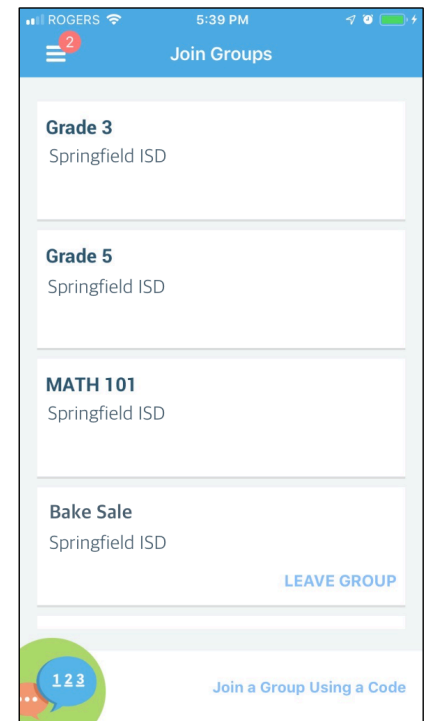 ROGERS 5:39 PM
2
Join Groups
Grade 3
Springfield ISD
Grade 5
Springfield ISD
MATH 101
Springfield ISD
Bake Sale
Springfield ISD
LEAVE GROUP
123
Join a Group Using a Code